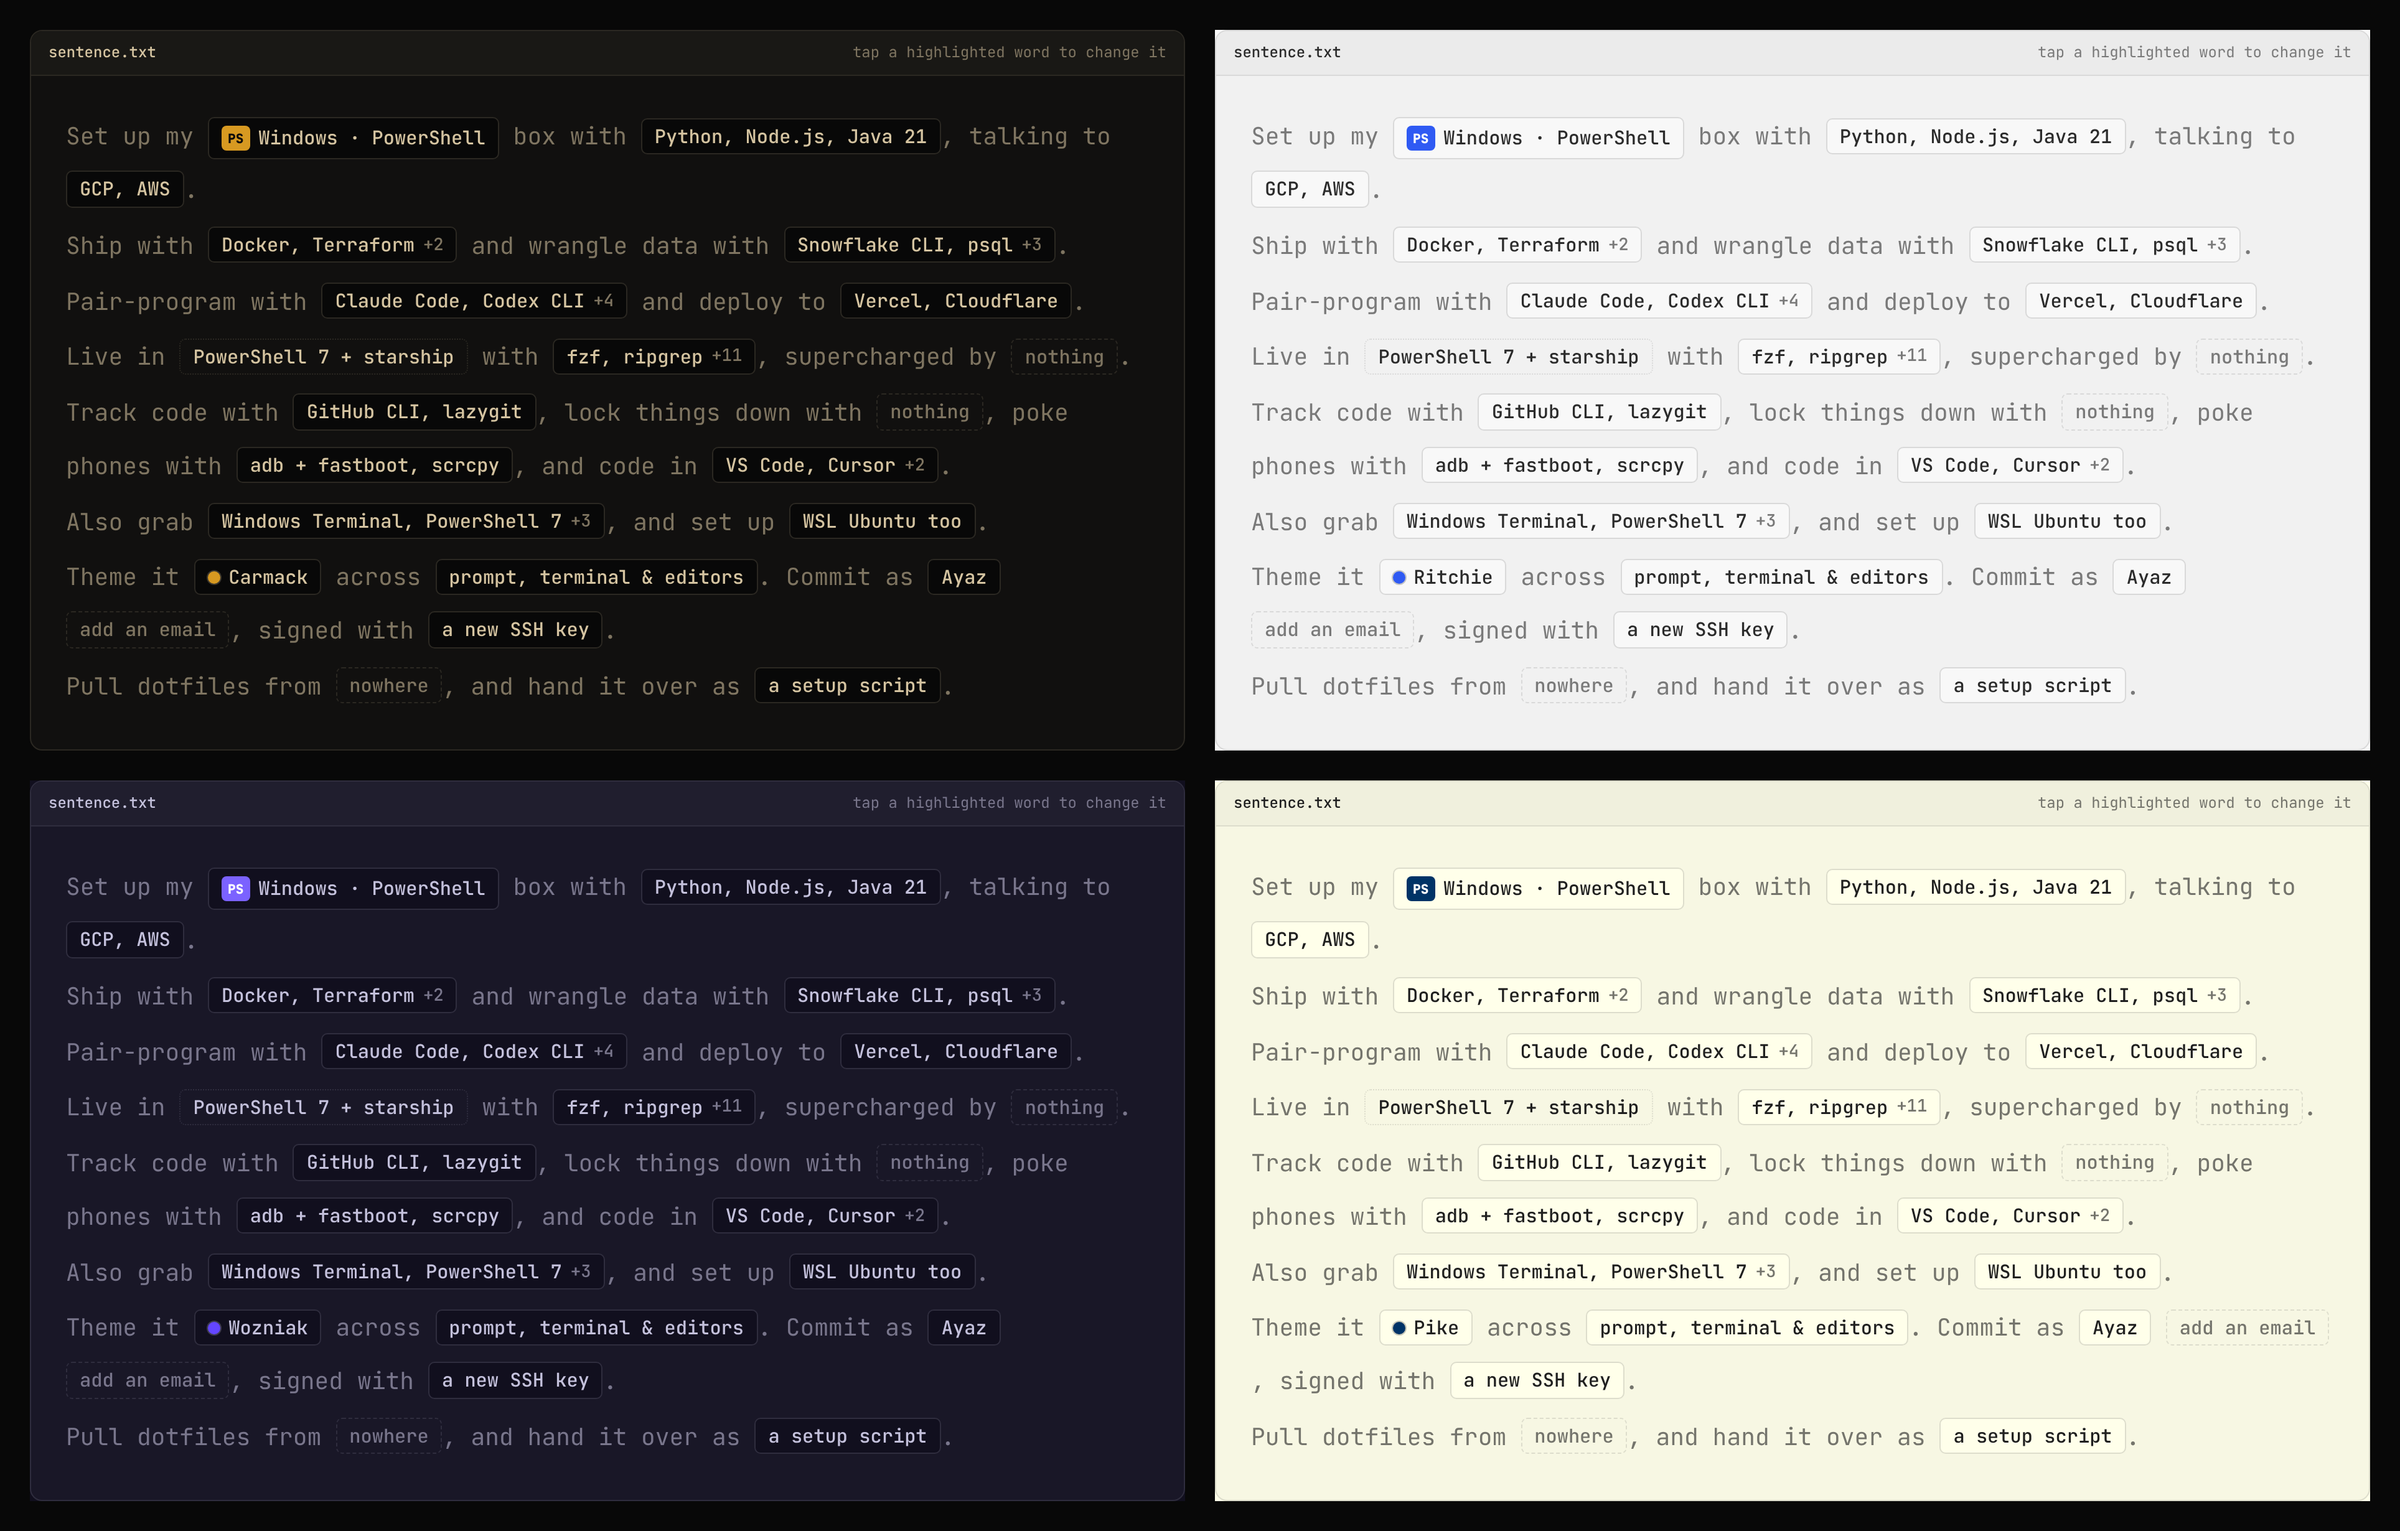 sentence.txt tap a highlighted word to change it
Set up my PS Windows · PowerShell box with Python, Node.js, Java 21, talking to
GCP, AWS.
Ship with Docker, Terraform +2 and wrangle data with Snowflake CLI, psql +3.
Pair-program with Claude Code, Codex CLI +4 and deploy to Vercel, Cloudflare.
Live in PowerShell 7 + starship with fzf, ripgrep +11, supercharged by nothing.
Track code with GitHub CLI, lazygit, lock things down with nothing, poke
phones with adb + fastboot, scrcpy, and code in VS Code, Cursor +2.
Also grab Windows Terminal, PowerShell 7 +3, and set up WSL Ubuntu too.
Theme it Carmack across prompt, terminal & editors. Commit as Ayaz
add an email, signed with a new SSH key.
Pull dotfiles from nowhere, and hand it over as a setup script.
sentence.txt tap a highlighted word to change it
Set up my PS Windows · PowerShell box with Python, Node.js, Java 21, talking to
GCP, AWS.
Ship with Docker, Terraform +2 and wrangle data with Snowflake CLI, psql +3.
Pair-program with Claude Code, Codex CLI +4 and deploy to Vercel, Cloudflare.
Live in PowerShell 7 + starship with fzf, ripgrep +11, supercharged by nothing.
Track code with GitHub CLI, lazygit, lock things down with nothing, poke
phones with adb + fastboot, scrcpy, and code in VS Code, Cursor +2.
Also grab Windows Terminal, PowerShell 7 +3, and set up WSL Ubuntu too.
Theme it Ritchie across prompt, terminal & editors. Commit as Ayaz
add an email, signed with a new SSH key.
Pull dotfiles from nowhere, and hand it over as a setup script.
sentence.txt tap a highlighted word to change it
Set up my PS Windows · PowerShell box with Python, Node.js, Java 21, talking to
GCP, AWS.
Ship with Docker, Terraform +2 and wrangle data with Snowflake CLI, psql +3.
Pair-program with Claude Code, Codex CLI +4 and deploy to Vercel, Cloudflare.
Live in PowerShell 7 + starship with fzf, ripgrep +11, supercharged by nothing.
Track code with GitHub CLI, lazygit, lock things down with nothing, poke
phones with adb + fastboot, scrcpy, and code in VS Code, Cursor +2.
Also grab Windows Terminal, PowerShell 7 +3, and set up WSL Ubuntu too.
Theme it Wozniak across prompt, terminal & editors. Commit as Ayaz
add an email, signed with a new SSH key.
Pull dotfiles from nowhere, and hand it over as a setup script.
sentence.txt tap a highlighted word to change it
Set up my PS Windows · PowerShell box with Python, Node.js, Java 21, talking to
GCP, AWS.
Ship with Docker, Terraform +2 and wrangle data with Snowflake CLI, psql +3.
Pair-program with Claude Code, Codex CLI +4 and deploy to Vercel, Cloudflare.
Live in PowerShell 7 + starship with fzf, ripgrep +11, supercharged by nothing.
Track code with GitHub CLI, lazygit, lock things down with nothing, poke
phones with adb + fastboot, scrcpy, and code in VS Code, Cursor +2.
Also grab Windows Terminal, PowerShell 7 +3, and set up WSL Ubuntu too.
Theme it Pike across prompt, terminal & editors. Commit as Ayaz add an email
, signed with a new SSH key.
Pull dotfiles from nowhere, and hand it over as a setup script.